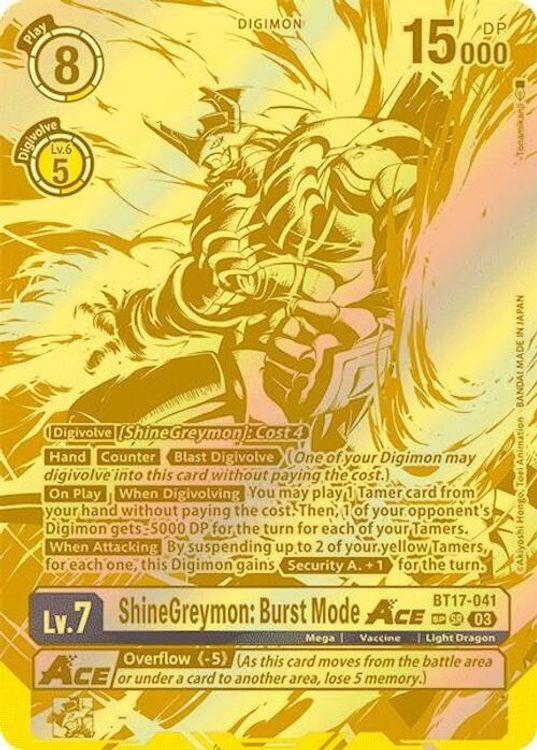 DIGIMON
Play
8
15000
DP
Digivolve
Lv.6
5
-Tonamikanji
Digivolve [ShineGreymon]: Cost 4
Hand Counter Blast Digivolve (One of your Digimon may
digivolve into this card without paying the cost.)
On Play When Digivolving You may play 1 Tamer card from
your hand without paying the cost. Then, 1 of your opponent's
Digimon gets -5000 DP for the turn for each of your Tamers.
When Attacking By suspending up to 2 of your yellow Tamers,
for each one, this Digimon gains Security A. +1 for the turn.
©Akiyoshi Hongo, Toei Animation ・BANDAI MADE IN JAPAN
Lv.7
ShineGreymon: Burst Mode ACE
BT17-041
SR 03
Mega | Vaccine | Light Dragon
ACE Overflow ⟨-5⟩ (As this card moves from the battle area
or under a card to another area, lose 5 memory.)